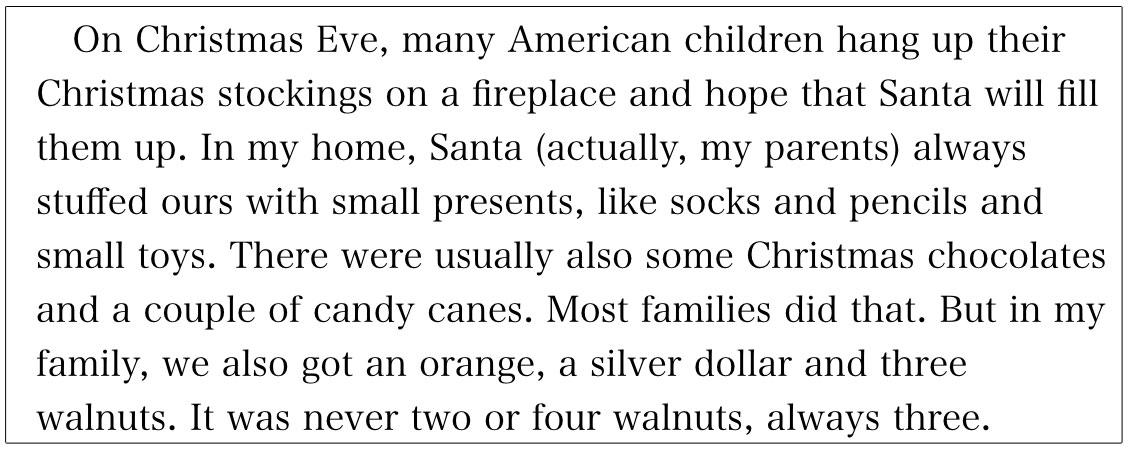 On Christmas Eve, many American children hang up their
Christmas stockings on a fireplace and hope that Santa will fill
them up. In my home, Santa (actually, my parents) always
stuffed ours with small presents, like socks and pencils and
small toys. There were usually also some Christmas chocolates
and a couple of candy canes. Most families did that. But in my
family, we also got an orange, a silver dollar and three
walnuts. It was never two or four walnuts, always three.